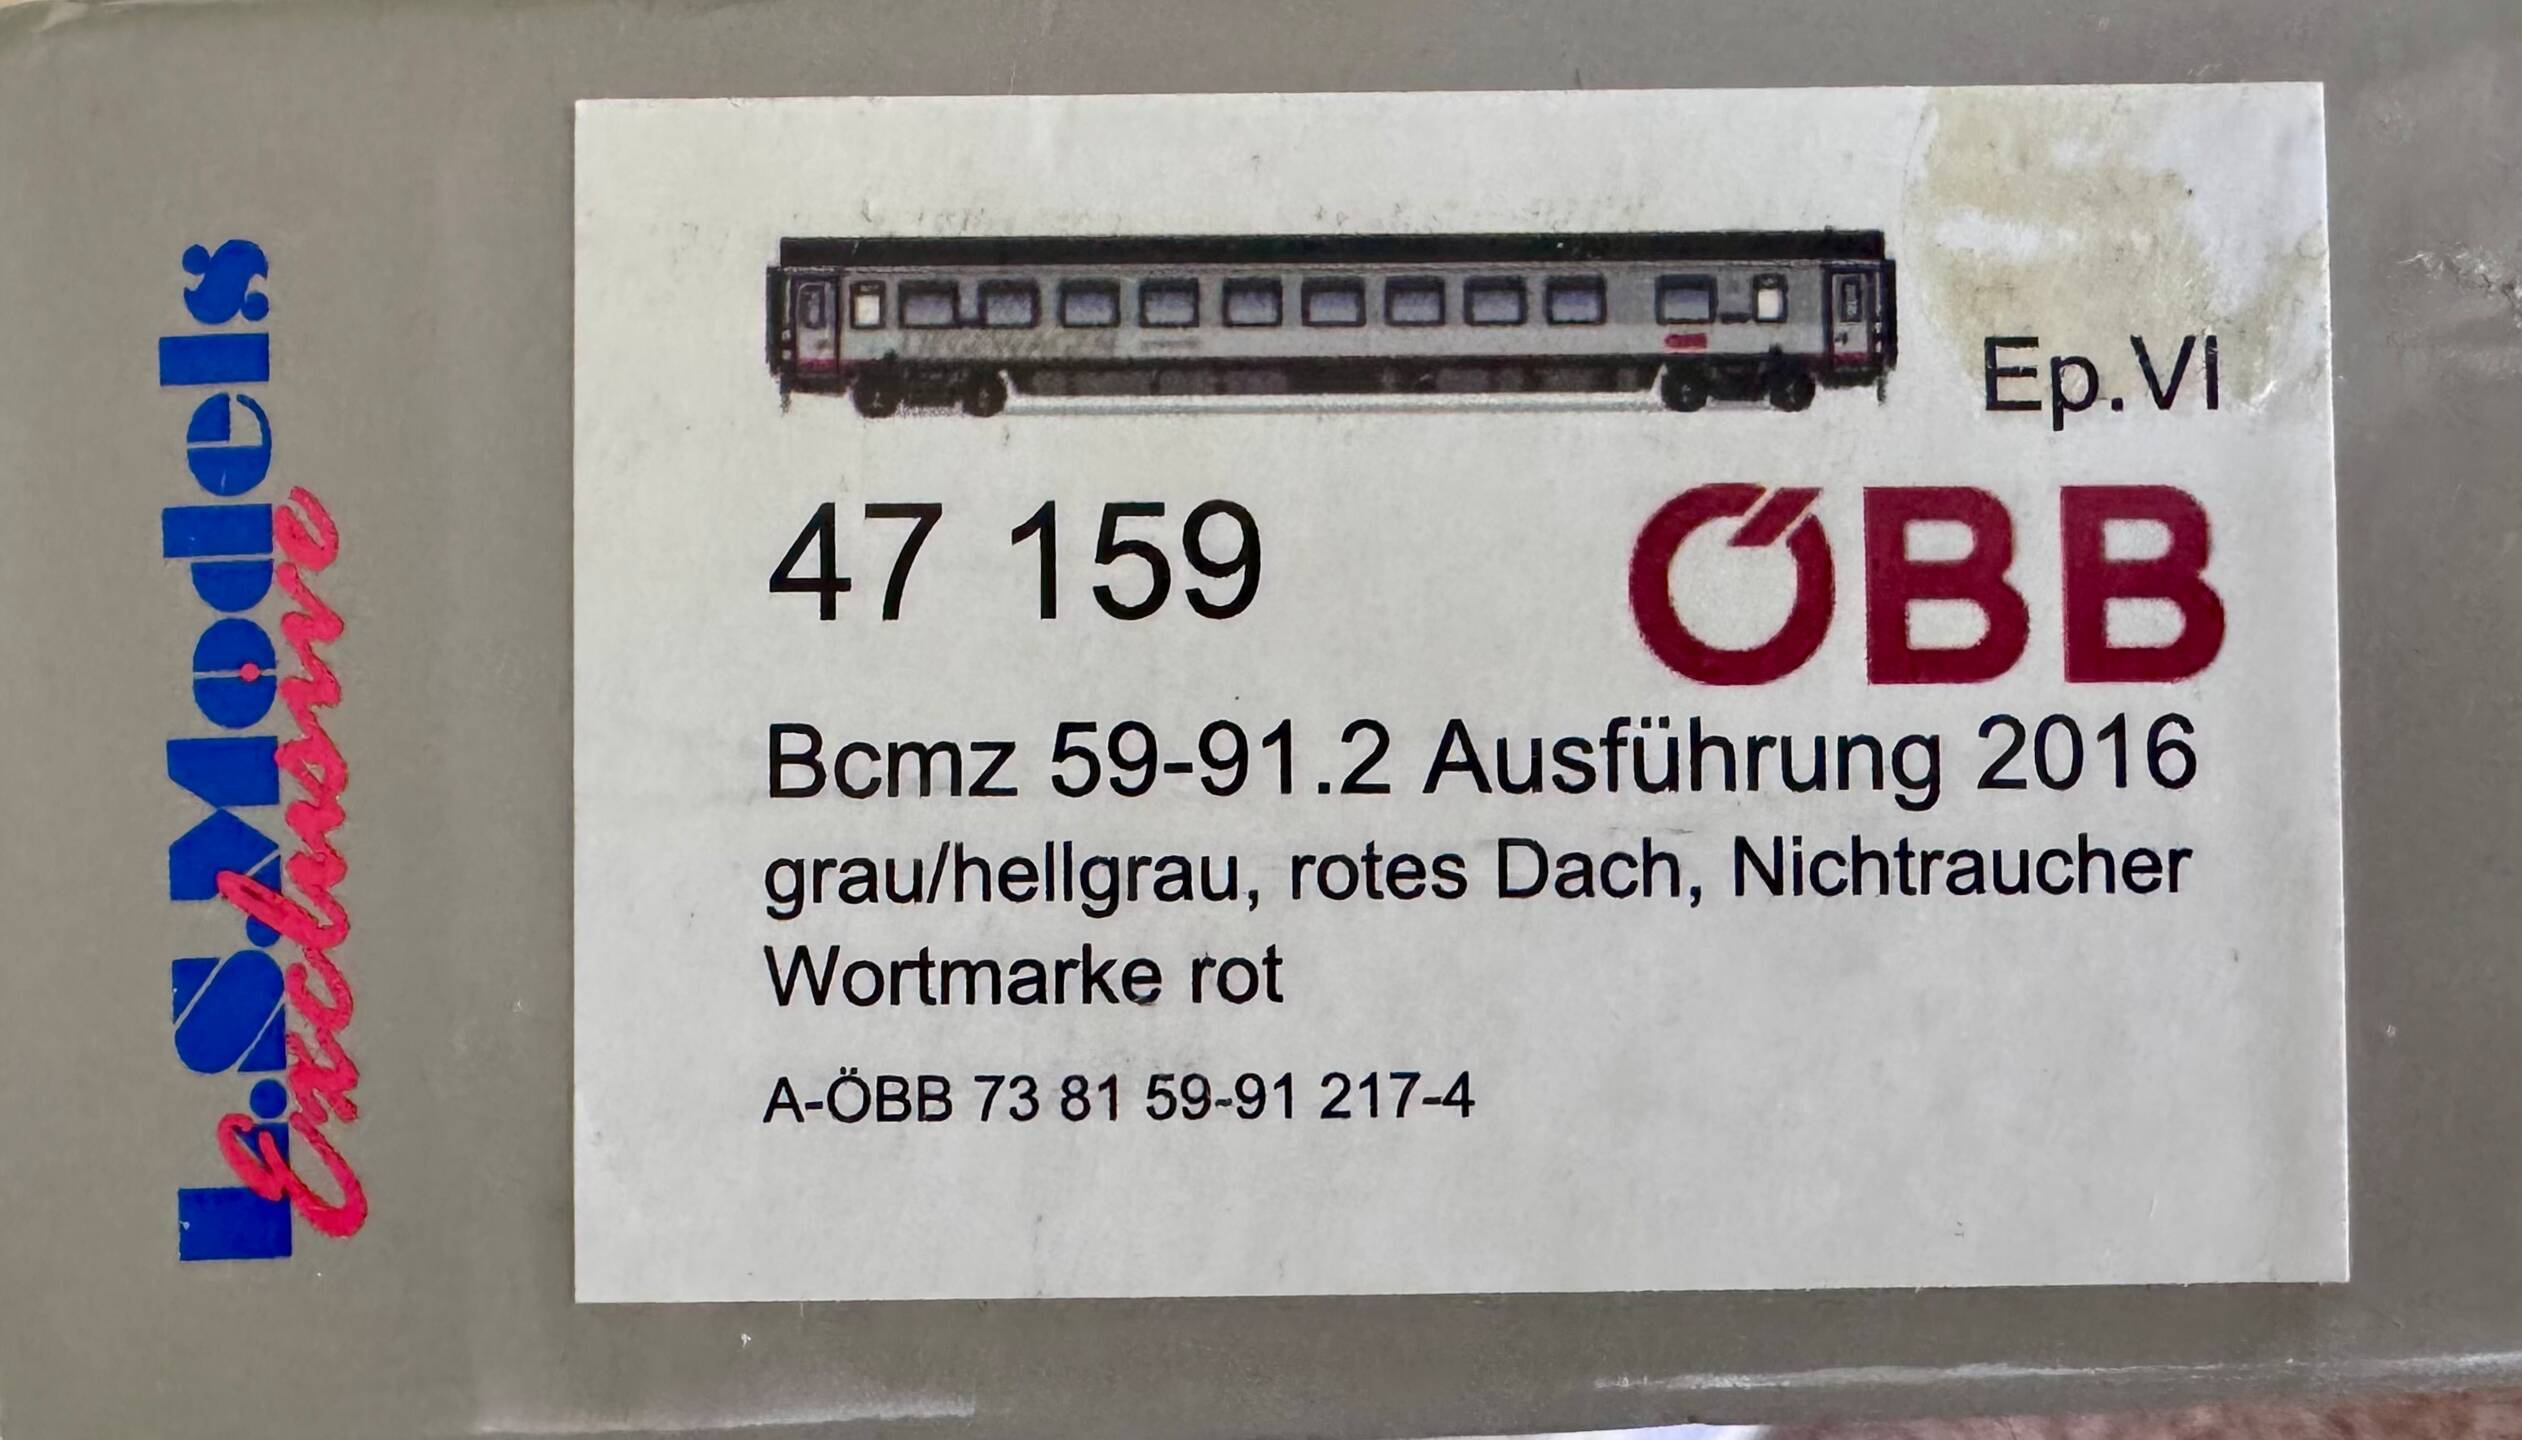 L.S.Models
Exclusive
Ep.VI
47 159
ÖBB
Bcmz 59-91.2 Ausführung 2016
grau/hellgrau, rotes Dach, Nichtraucher
Wortmarke rot
A-ÖBB 73 81 59-91 217-4